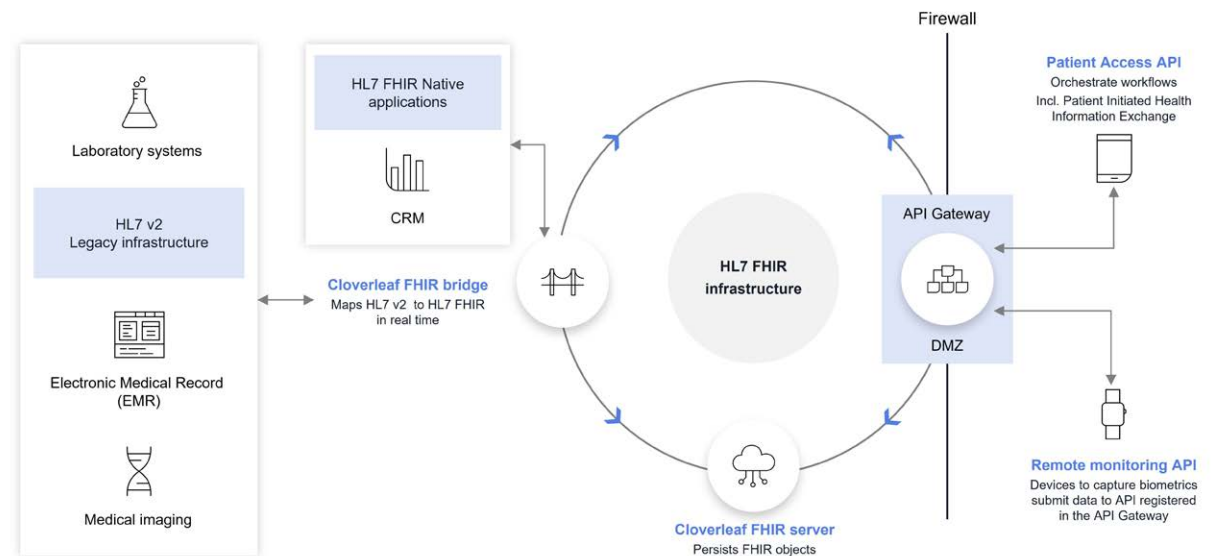 Laboratory systems
HL7 v2
Legacy infrastructure
Electronic Medical Record
(EMR)
Medical imaging
HL7 FHIR Native
applications
CRM
Cloverleaf FHIR bridge
Maps HL7 v2 to HL7 FHIR
in real time
HL7 FHIR
infrastructure
Cloverleaf FHIR server
Persists FHIR objects
Firewall
API Gateway
DMZ
Patient Access API
Orchestrate workflows
Incl. Patient Initiated Health
Information Exchange
Remote monitoring API
Devices to capture biometrics
submit data to API registered
in the API Gateway